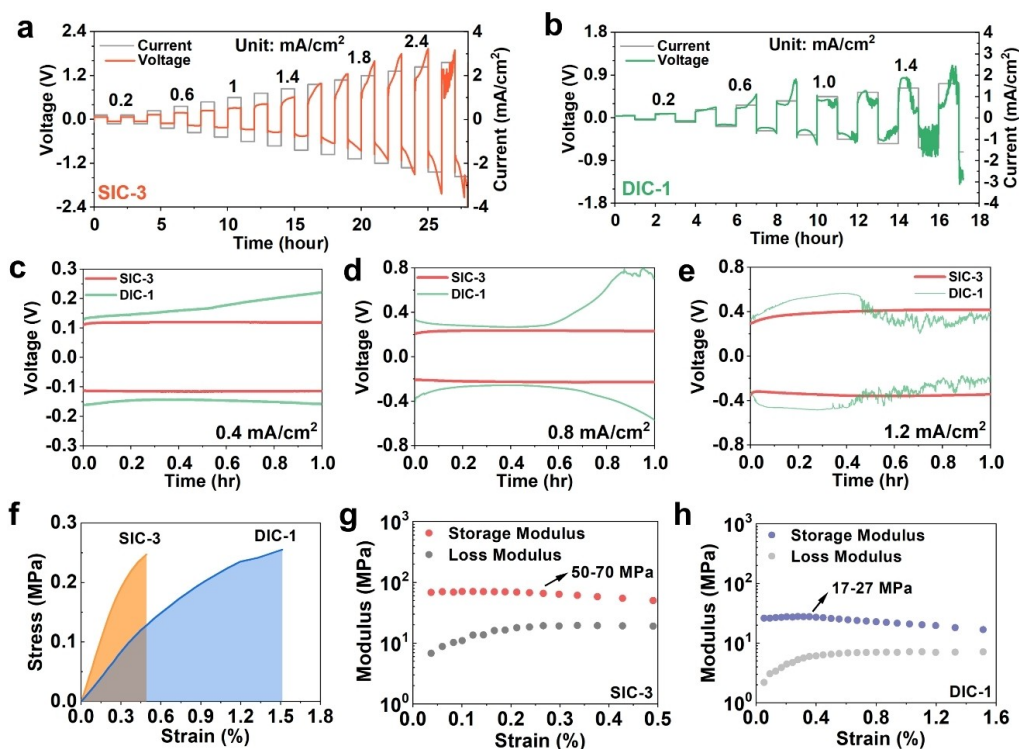 a
Unit: mA/cm²
Current
Voltage
0.2
0.6
1
1.4
1.8
2.4
SIC-3
Voltage (V)
2.4
1.2
0.0
-1.2
-2.4
Current (mA/cm²)
4
2
0
-2
-4
0 5 10 15 20 25
Time (hour)
b
Unit: mA/cm²
Current
Voltage
0.2
0.6
1.0
1.4
DIC-1
Voltage (V)
1.8
0.9
0.0
-0.9
-1.8
Current (mA/cm²)
4
3
2
1
0
-1
-2
-3
-4
0 2 4 6 8 10 12 14 16 18
Time (hour)
c
SIC-3
DIC-1
Voltage (V)
0.3
0.2
0.1
0.0
-0.1
-0.2
-0.3
0.4 mA/cm²
0.0 0.2 0.4 0.6 0.8 1.0
Time (hr)
d
SIC-3
DIC-1
Voltage (V)
0.8
0.4
0.0
-0.4
-0.8
0.8 mA/cm²
0.0 0.2 0.4 0.6 0.8 1.0
Time (hr)
e
SIC-3
DIC-1
Voltage (V)
0.8
0.4
0.0
-0.4
-0.8
1.2 mA/cm²
0.0 0.2 0.4 0.6 0.8 1.0
Time (hr)
f
SIC-3
DIC-1
Stress (MPa)
0.3
0.2
0.1
0.0
0.0 0.3 0.6 0.9 1.2 1.5 1.8
Strain (%)
g
Storage Modulus
Loss Modulus
50-70 MPa
SIC-3
Modulus (MPa)
10³
10²
10¹
10⁰
0.0 0.1 0.2 0.3 0.4 0.5
Strain (%)
h
Storage Modulus
Loss Modulus
17-27 MPa
DIC-1
Modulus (MPa)
10³
10²
10¹
10⁰
0.0 0.4 0.8 1.2 1.6
Strain (%)